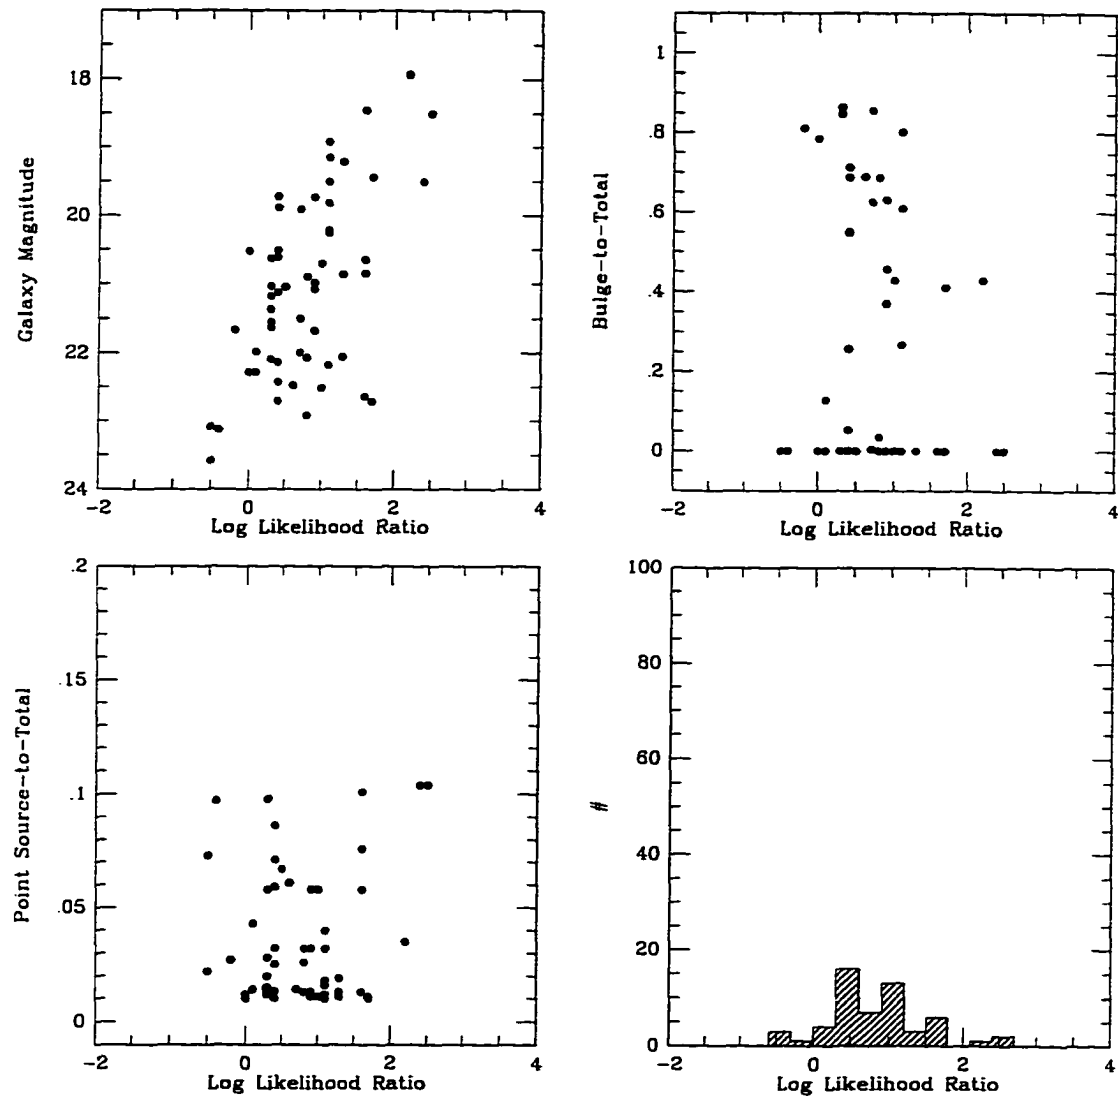 18
20
22
24
Galaxy Magnitude
-2 0 2 4
Log Likelihood Ratio
1
.8
.6
.4
.2
0
Bulge-to-Total
-2 0 2 4
Log Likelihood Ratio
.2
.15
.1
.05
0
Point Source-to-Total
-2 0 2 4
Log Likelihood Ratio
100
80
60
40
20
0
#
-2 0 2 4
Log Likelihood Ratio